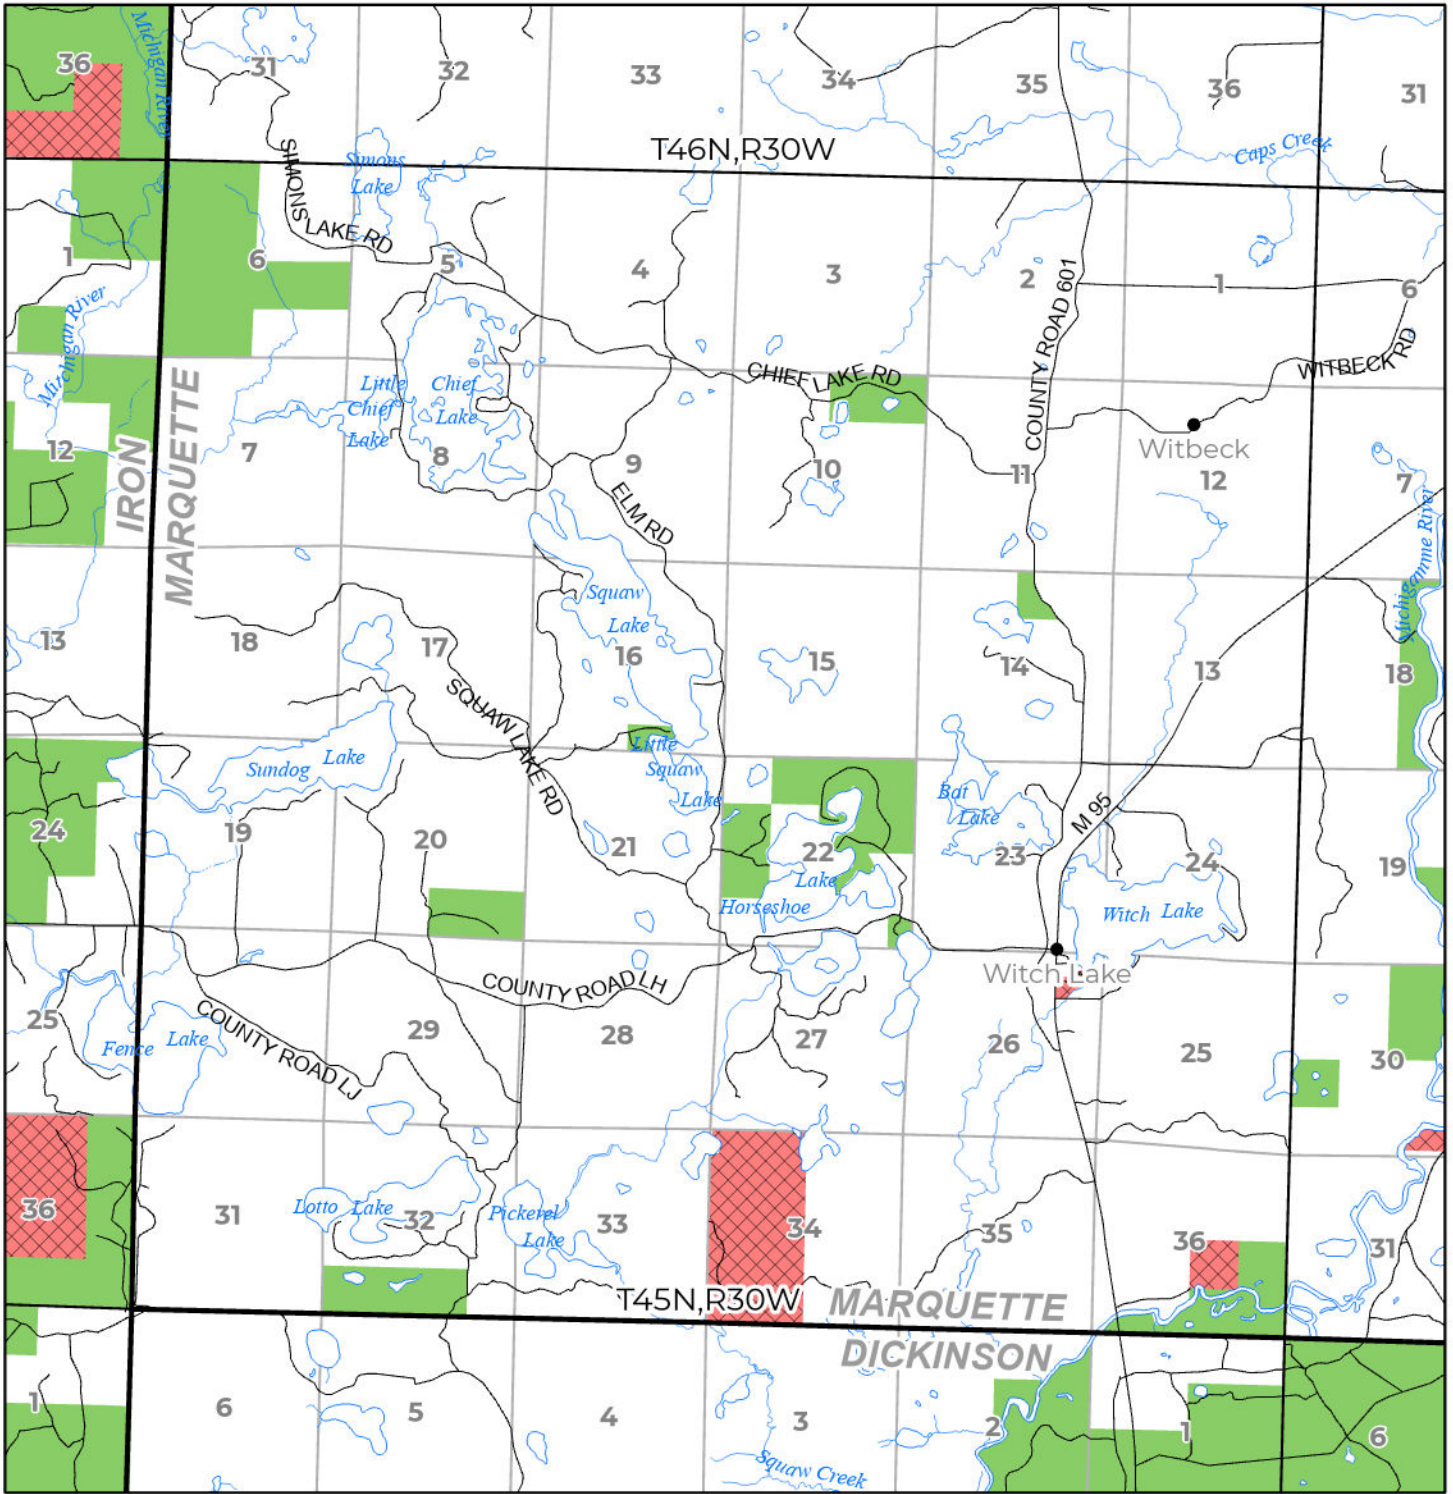 36
Michigan River
31
32
33
34
35
36
31
T46N,R30W
Caps Creek
SIMONS LAKE RD
Simons
Lake
1
6
5
4
3
2
1
6
Mitchigan River
COUNTY ROAD 601
CHIEF LAKE RD
WITBECK RD
Little
Chief
Lake
Chief
Lake
Witbeck
IRON
MARQUETTE
12
7
8
9
10
11
12
7
ELM RD
Michigamme River
Squaw
Lake
13
18
17
16
15
14
13
18
SQUAW LAKE RD
Sundog Lake
Little
Squaw
Lake
Bat
Lake
M 95
24
19
20
21
22
23
24
19
Lake
Horseshoe
Witch Lake
Witch Lake
COUNTY ROAD LH
25
Fence Lake
COUNTY ROAD LJ
29
28
27
26
25
30
36
31
Lotto Lake
32
Pickerel
Lake
33
34
35
36
31
T45N,R30W
MARQUETTE
DICKINSON
1
6
5
4
3
2
1
6
Squaw Creek